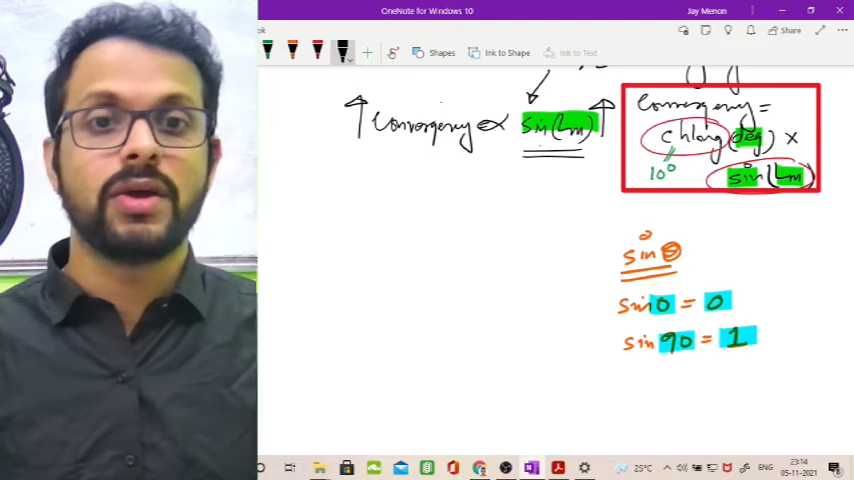 OneNote for Windows 10
Jay Menon
Share
Shapes
Ink to Shape
Ink to Text
Convergency ∝ sin(Lm)
Convergency =
chlong (deg) ×
10°
sin(Lm)
sin θ
sin 0 = 0
sin 90 = 1
25°C
ENG
23:14
05-11-2021